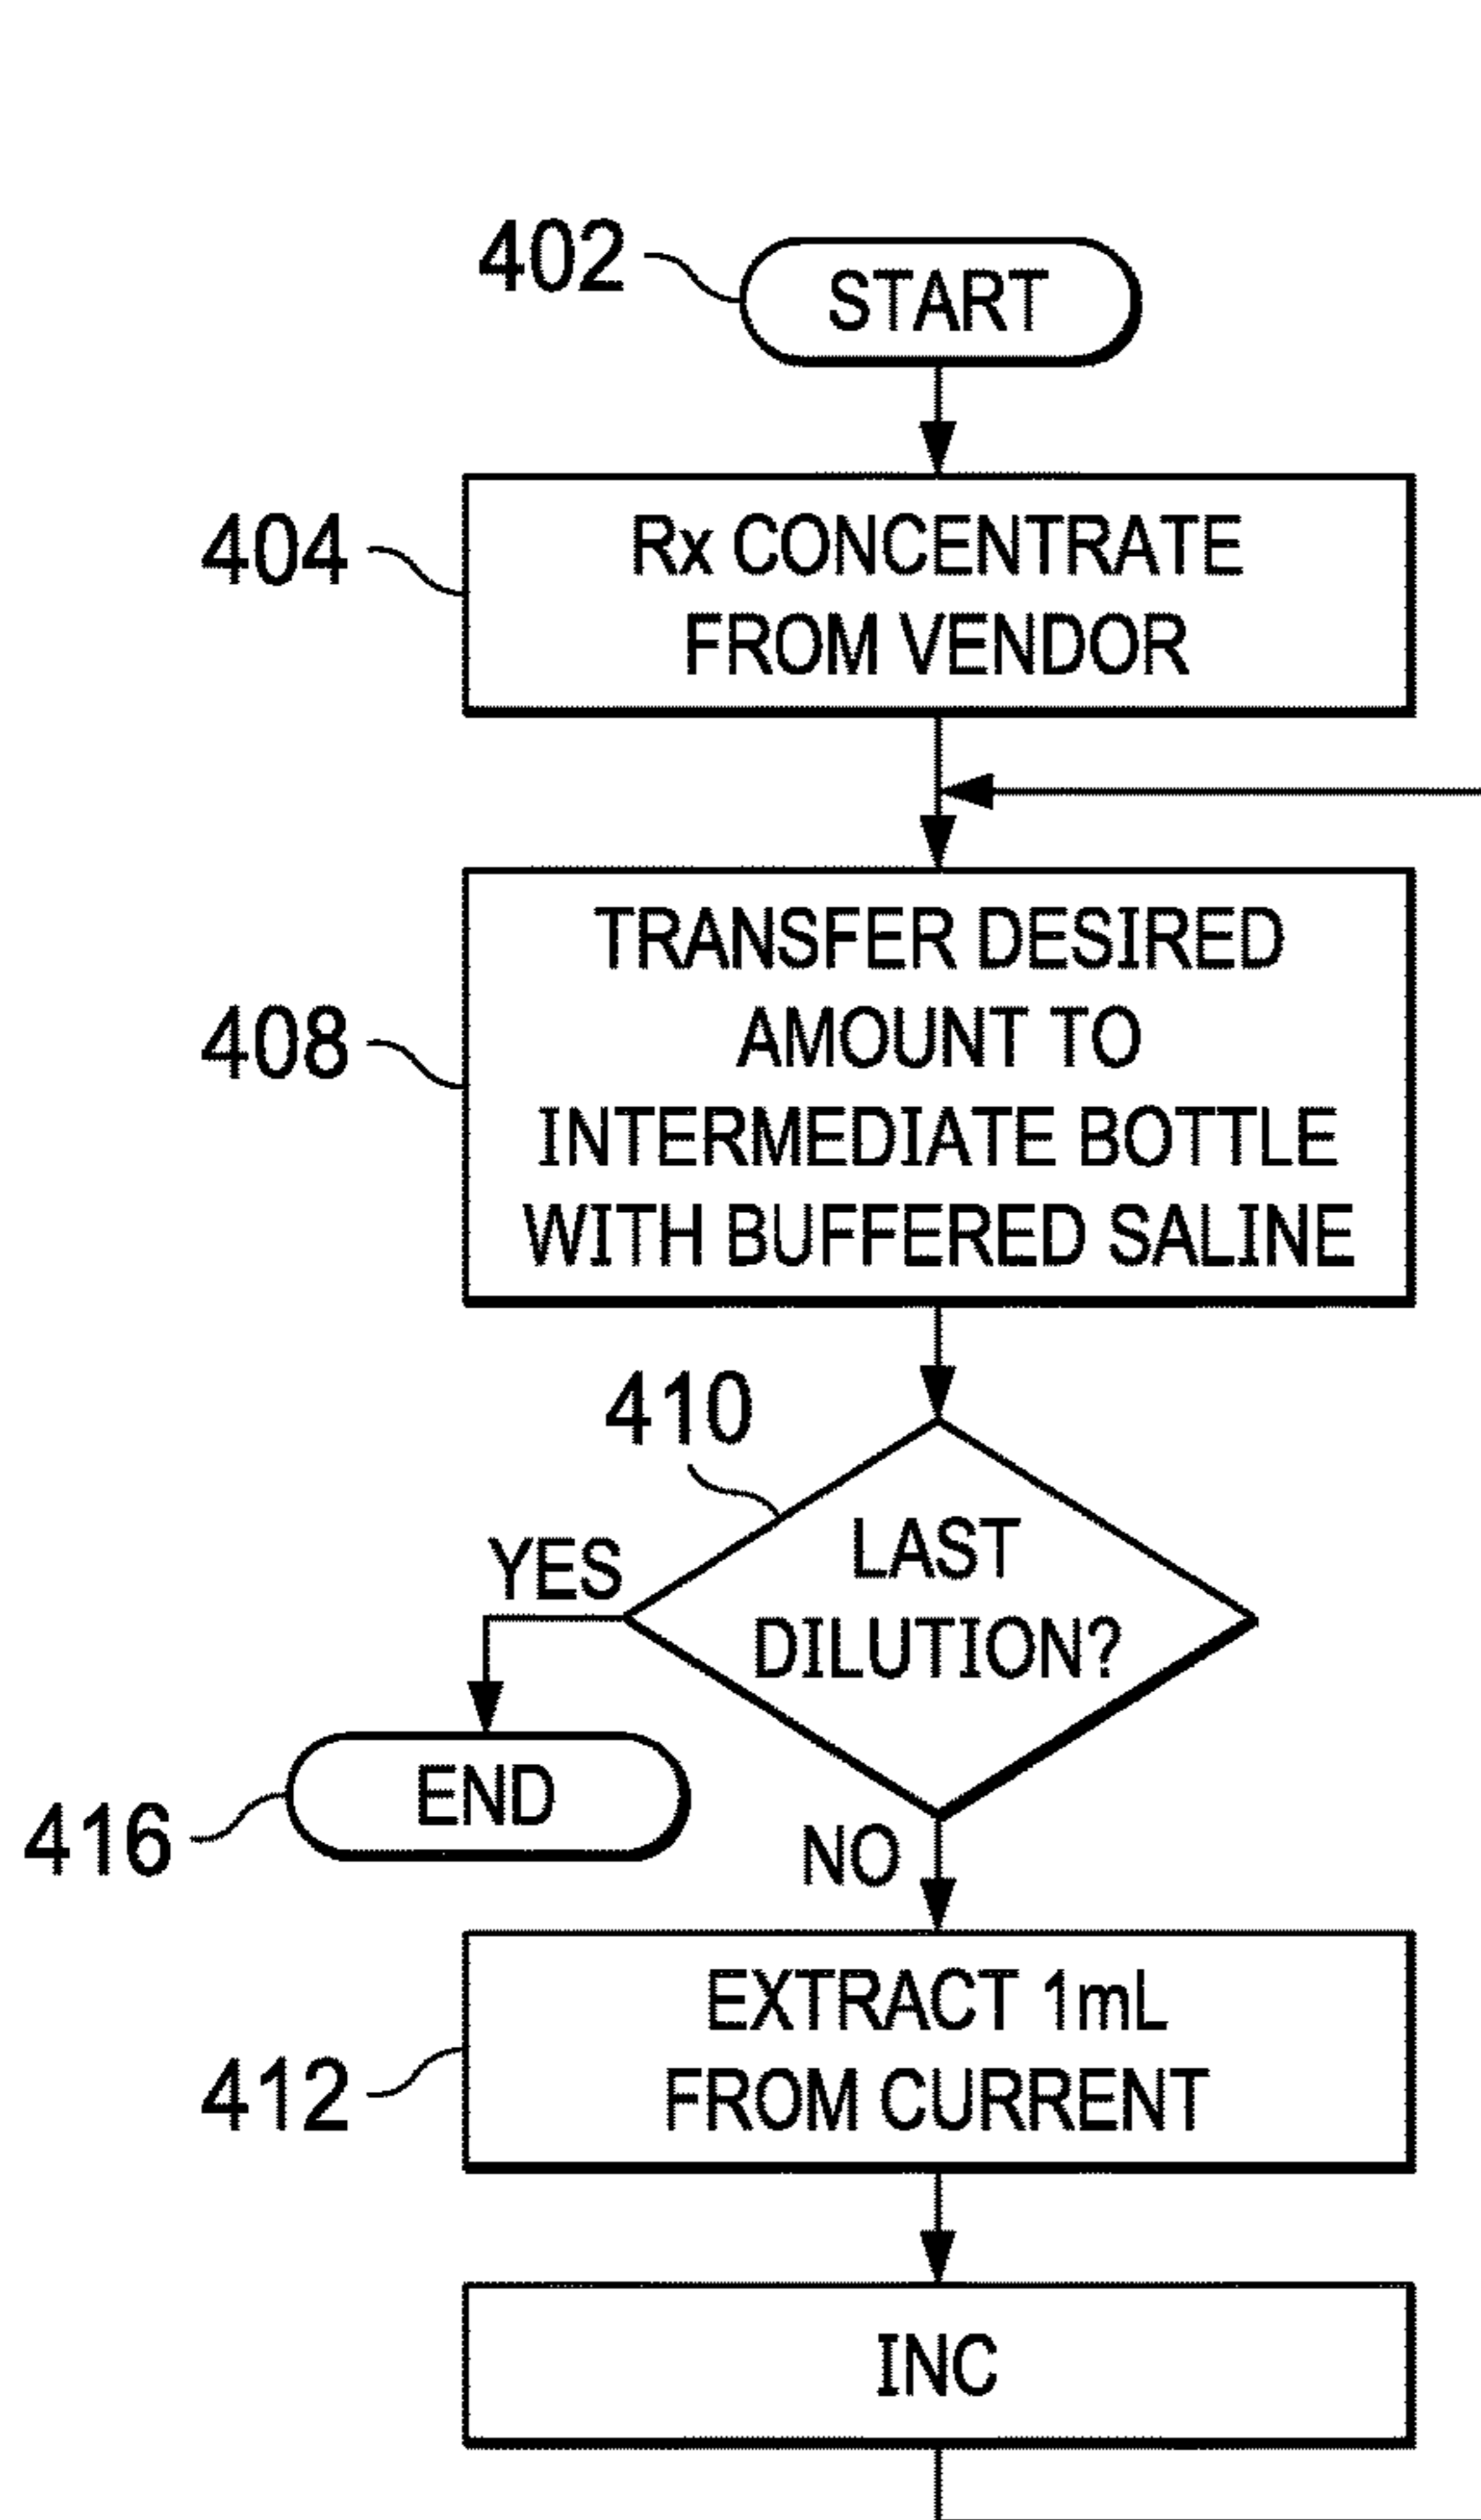 402
START
404
Rx CONCENTRATE
FROM VENDOR
408
TRANSFER DESIRED
AMOUNT TO
INTERMEDIATE BOTTLE
WITH BUFFERED SALINE
410
LAST
DILUTION?
YES
END
416
NO
412
EXTRACT 1mL
FROM CURRENT
INC